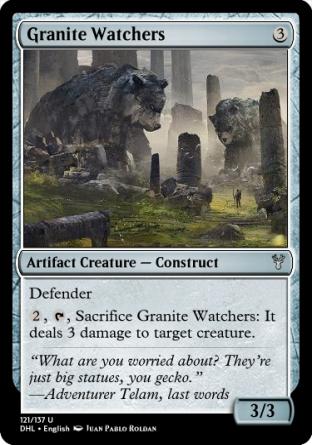 Granite Watchers 3
Artifact Creature — Construct
Defender
2, T, Sacrifice Granite Watchers: It
deals 3 damage to target creature.
“What are you worried about? They’re
just big statues, you gecko.”
—Adventurer Telam, last words
3/3
121/137 U
DHL • English Juan Pablo Roldan